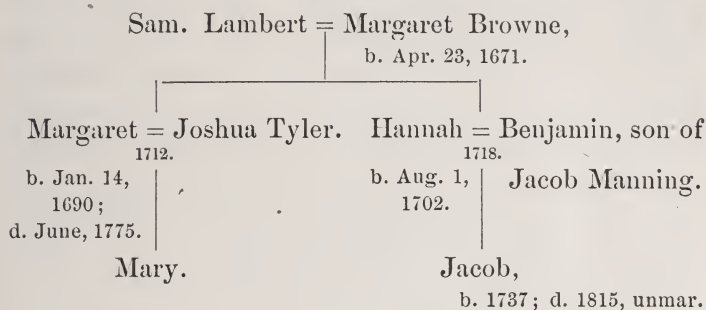 Sam. Lambert = Margaret Browne,
b. Apr. 23, 1671.
Margaret = Joshua Tyler. Hannah = Benjamin, son of
1712. 1718.
b. Jan. 14, b. Aug. 1, Jacob Manning.
1690; 1702.
d. June, 1775.
Mary. Jacob,
b. 1737; d. 1815, unmar.